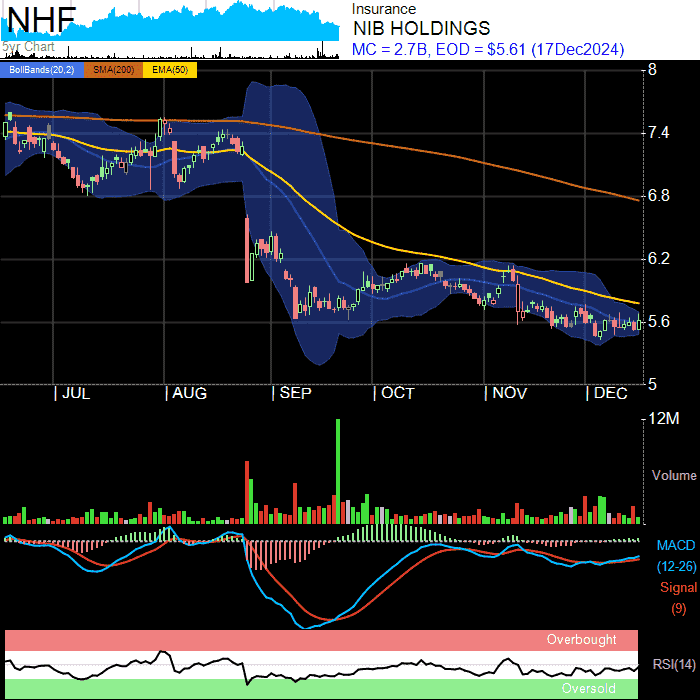 NHF
5yr Chart
Insurance
NIB HOLDINGS
MC = 2.7B, EOD = $5.61 (17Dec2024)
BollBands(20,2) SMA(200) EMA(50)
8
7.4
6.8
6.2
5.6
5
JUL AUG SEP OCT NOV DEC
12M
Volume
MACD
(12-26)
Signal
(9)
Overbought
RSI(14)
Oversold